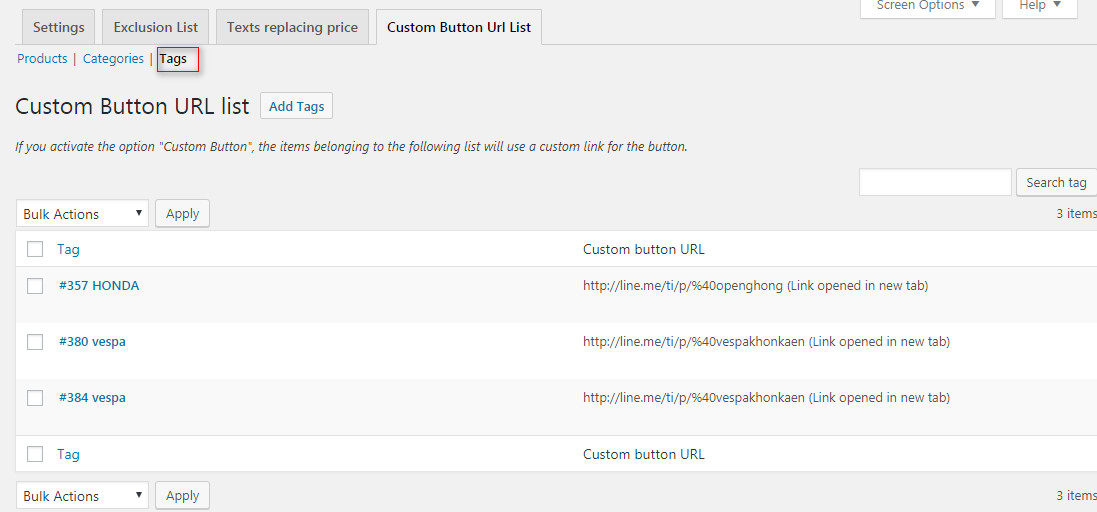 Screen Options ▼ Help ▼
Settings Exclusion List Texts replacing price Custom Button Url List
Products | Categories | Tags
Custom Button URL list Add Tags
If you activate the option "Custom Button", the items belonging to the following list will use a custom link for the button.
Search tag
Bulk Actions ▼ Apply 3 items
Tag Custom button URL
#357 HONDA http://line.me/ti/p/%40openghong (Link opened in new tab)
#380 vespa http://line.me/ti/p/%40vespakhonkaen (Link opened in new tab)
#384 vespa http://line.me/ti/p/%40vespakhonkaen (Link opened in new tab)
Tag Custom button URL
Bulk Actions ▼ Apply 3 items